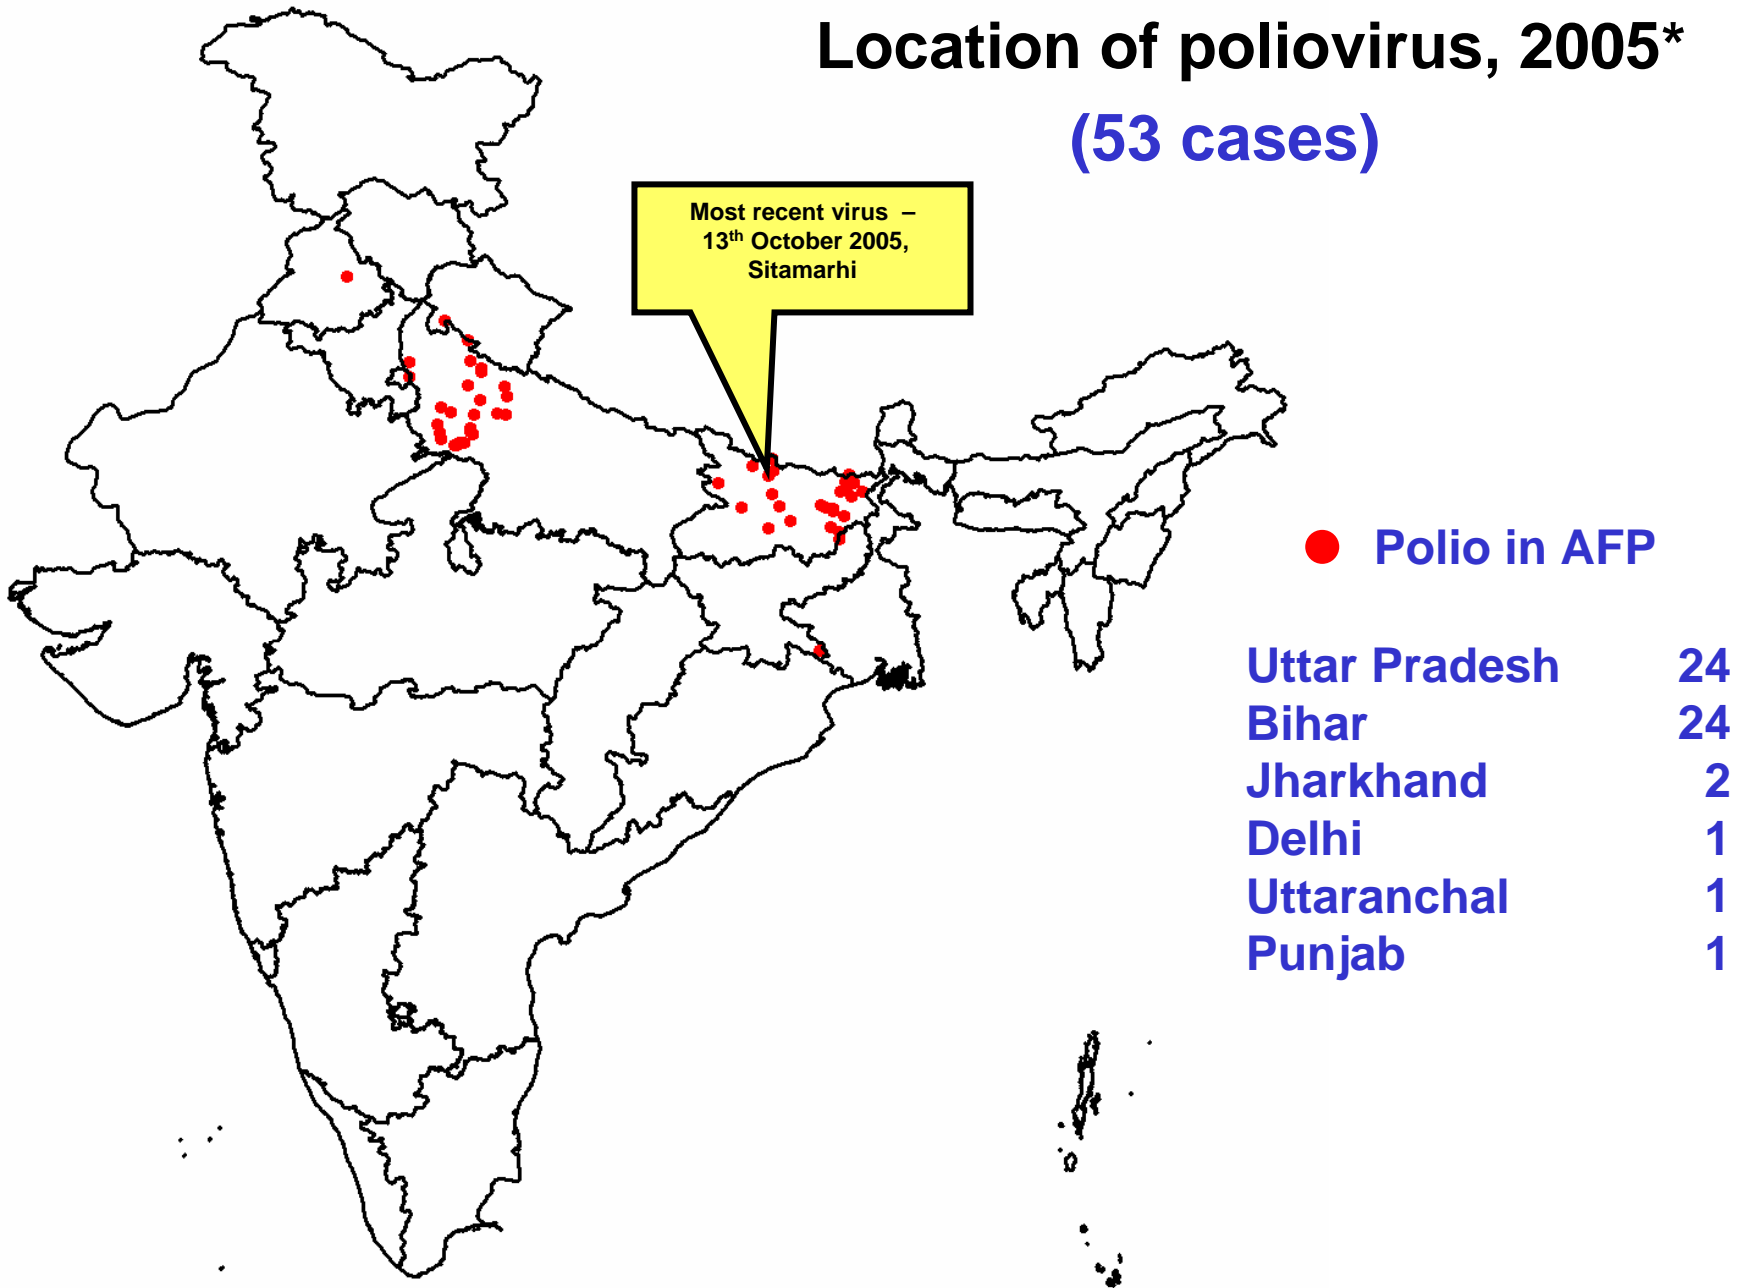 Location of poliovirus, 2005*
(53 cases)
Most recent virus –
13th October 2005,
Sitamarhi
Polio in AFP
Uttar Pradesh 24
Bihar 24
Jharkhand 2
Delhi 1
Uttaranchal 1
Punjab 1